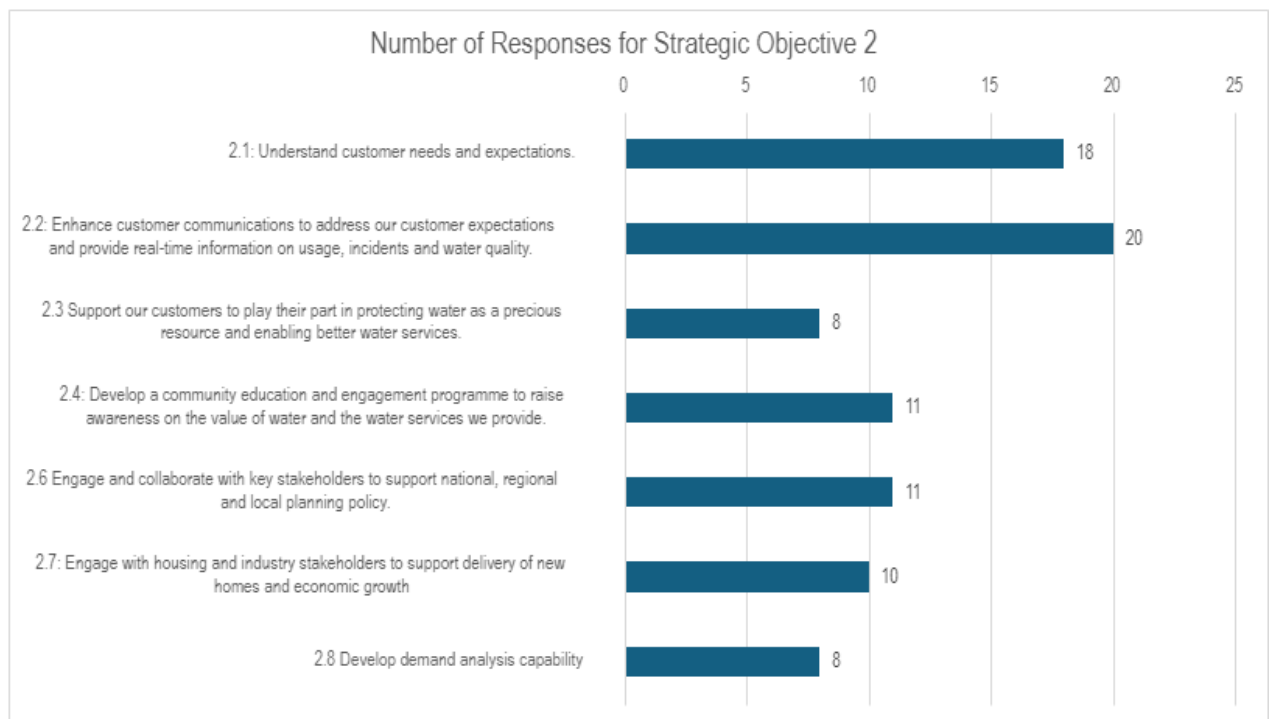 Number of Responses for Strategic Objective 2
0 5 10 15 20 25
2.1: Understand customer needs and expectations.
18
2.2: Enhance customer communications to address our customer expectations
and provide real-time information on usage, incidents and water quality.
20
2.3 Support our customers to play their part in protecting water as a precious
resource and enabling better water services.
8
2.4: Develop a community education and engagement programme to raise
awareness on the value of water and the water services we provide.
11
2.6 Engage and collaborate with key stakeholders to support national, regional
and local planning policy.
11
2.7: Engage with housing and industry stakeholders to support delivery of new
homes and economic growth
10
2.8 Develop demand analysis capability
8